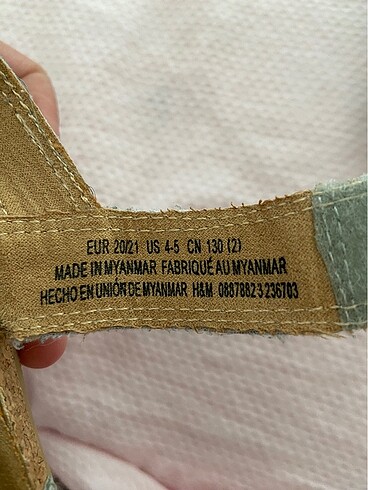 EUR 20/21 US 4-5 CN 130 (2)
MADE IN MYANMAR FABRIQUÉ AU MYANMAR
HECHO EN UNIÓN DE MYANMAR H&M 0887882 3 236703